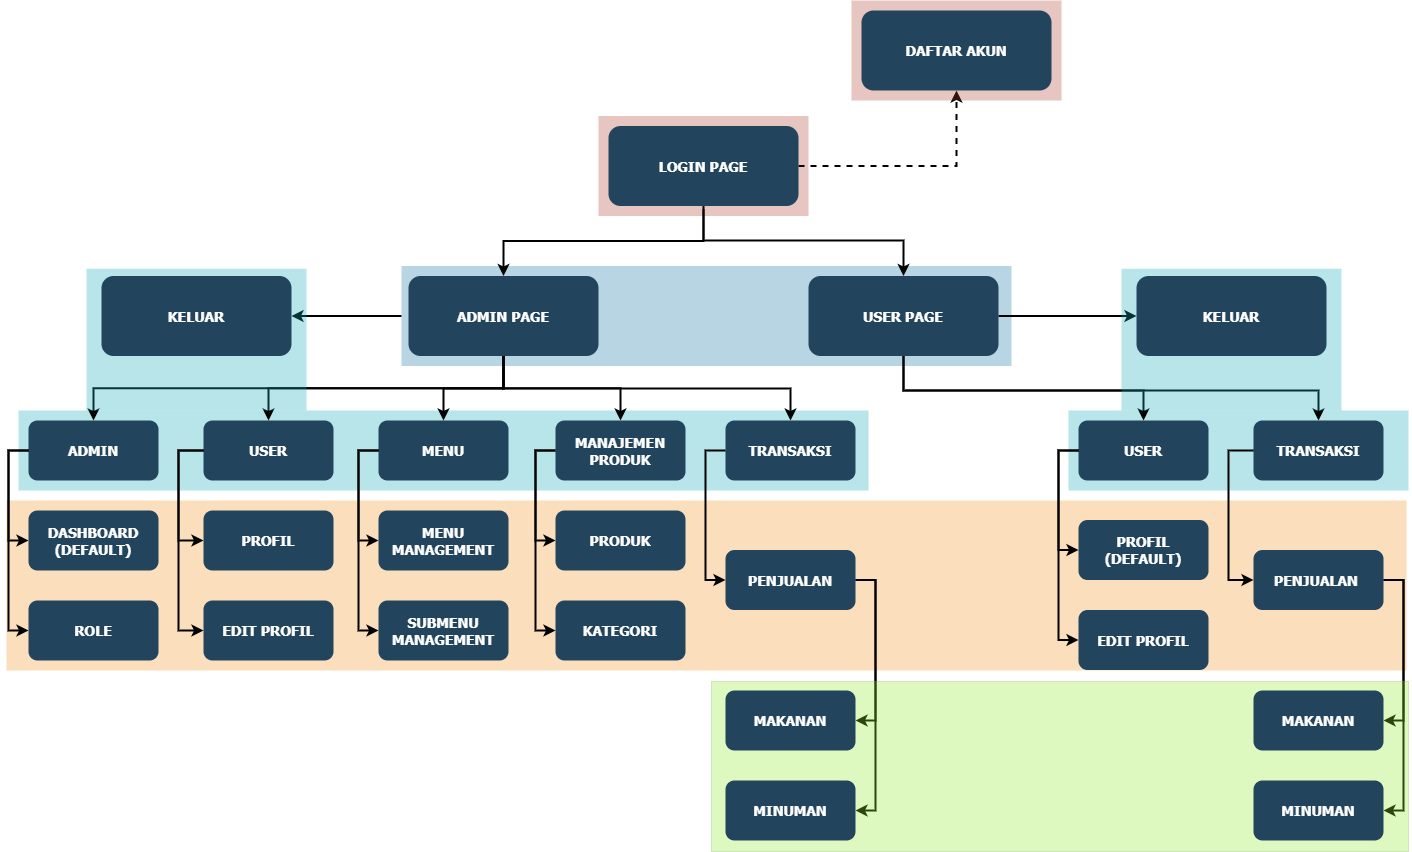 DAFTAR AKUN
LOGIN PAGE
KELUAR
ADMIN PAGE
USER PAGE
KELUAR
ADMIN
USER
MENU
MANAJEMEN
PRODUK
TRANSAKSI
USER
TRANSAKSI
DASHBOARD
(DEFAULT)
PROFIL
MENU
MANAGEMENT
PRODUK
PENJUALAN
PROFIL
(DEFAULT)
PENJUALAN
ROLE
EDIT PROFIL
SUBMENU
MANAGEMENT
KATEGORI
EDIT PROFIL
MAKANAN
MAKANAN
MINUMAN
MINUMAN